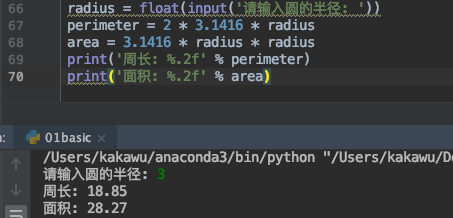 66 radius = float(input('请输入圆的半径: '))
67 perimeter = 2 * 3.1416 * radius
68 area = 3.1416 * radius * radius
69 print('周长: %.2f' % perimeter)
70 print('面积: %.2f' % area)
01basic ×
/Users/kakawu/anaconda3/bin/python "/Users/kakawu/D
请输入圆的半径: 3
周长: 18.85
面积: 28.27